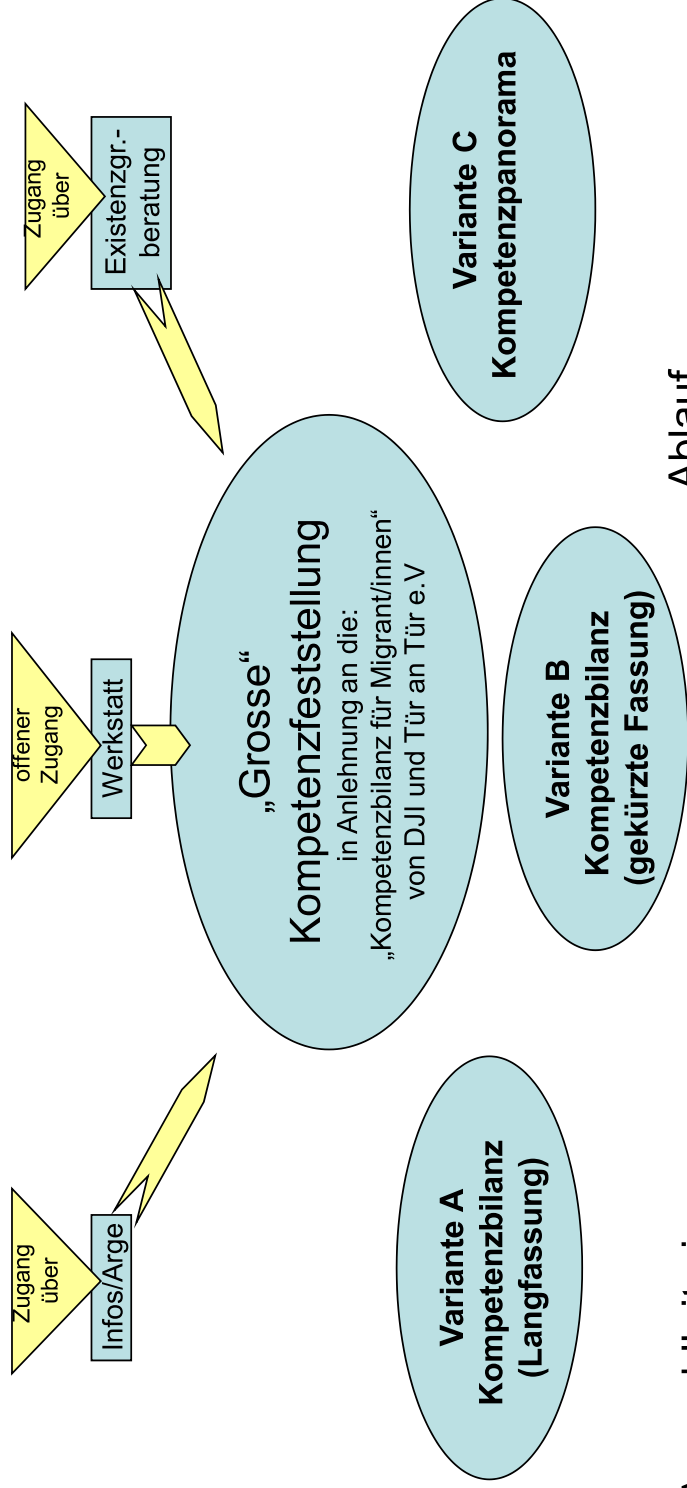 Zugang
über
Infos/Arge
offener
Zugang
Werkstatt
Zugang
über
Existenzgr.-
beratung
„Grosse“
Kompetenzfeststellung
in Anlehnung an die:
„Kompetenzbilanz für Migrant/innen“
von DJI und Tür an Tür e.V
Variante A
Kompetenzbilanz
(Langfassung)
Variante B
Kompetenzbilanz
(gekürzte Fassung)
Variante C
Kompetenzpanorama
Ablauf